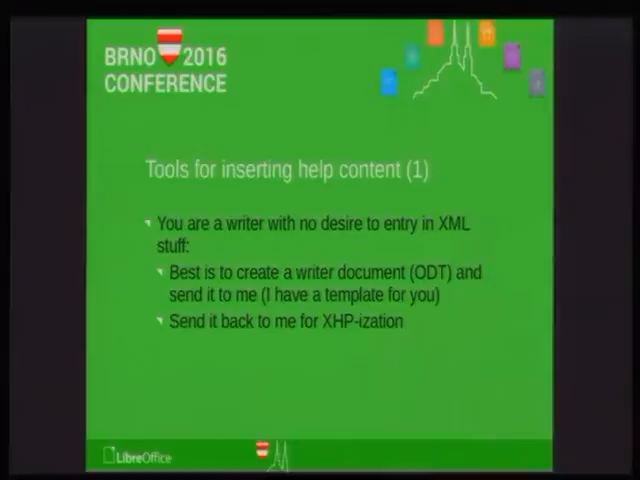 BRNO 2016
CONFERENCE
Tools for inserting help content (1)
You are a writer with no desire to entry in XML
stuff:
Best is to create a writer document (ODT) and
send it to me (I have a template for you)
Send it back to me for XHP-ization
LibreOffice